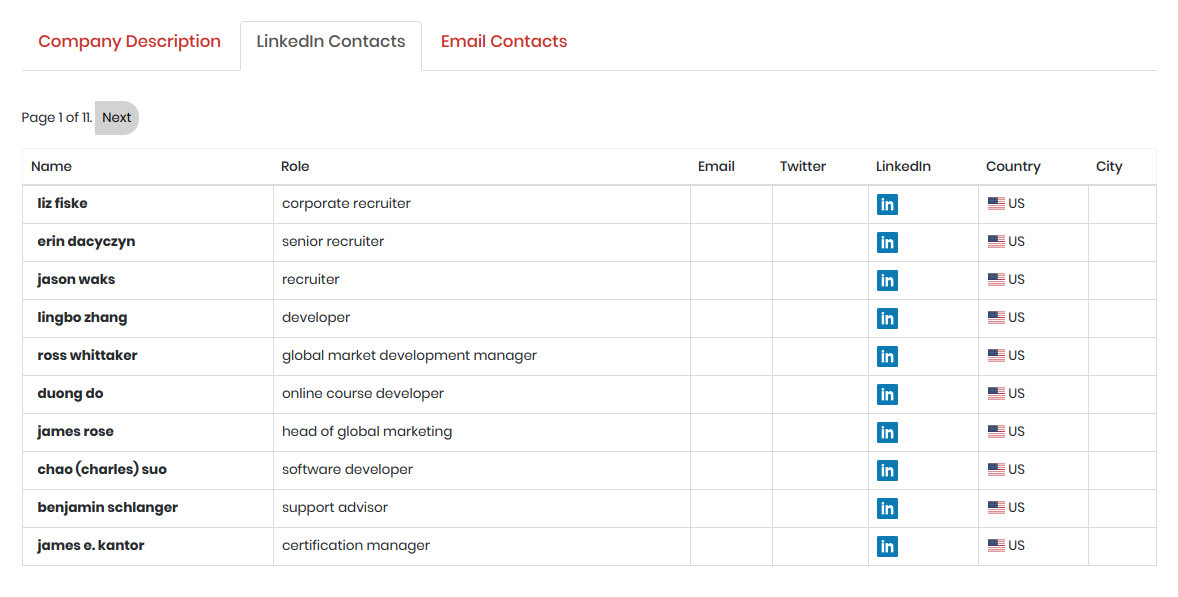 Company Description LinkedIn Contacts Email Contacts
Page 1 of 11. Next
Name Role Email Twitter LinkedIn Country City
liz fiske corporate recruiter in US
erin dacyczyn senior recruiter in US
jason waks recruiter in US
lingbo zhang developer in US
ross whittaker global market development manager in US
duong do online course developer in US
james rose head of global marketing in US
chao (charles) suo software developer in US
benjamin schlanger support advisor in US
james e. kantor certification manager in US